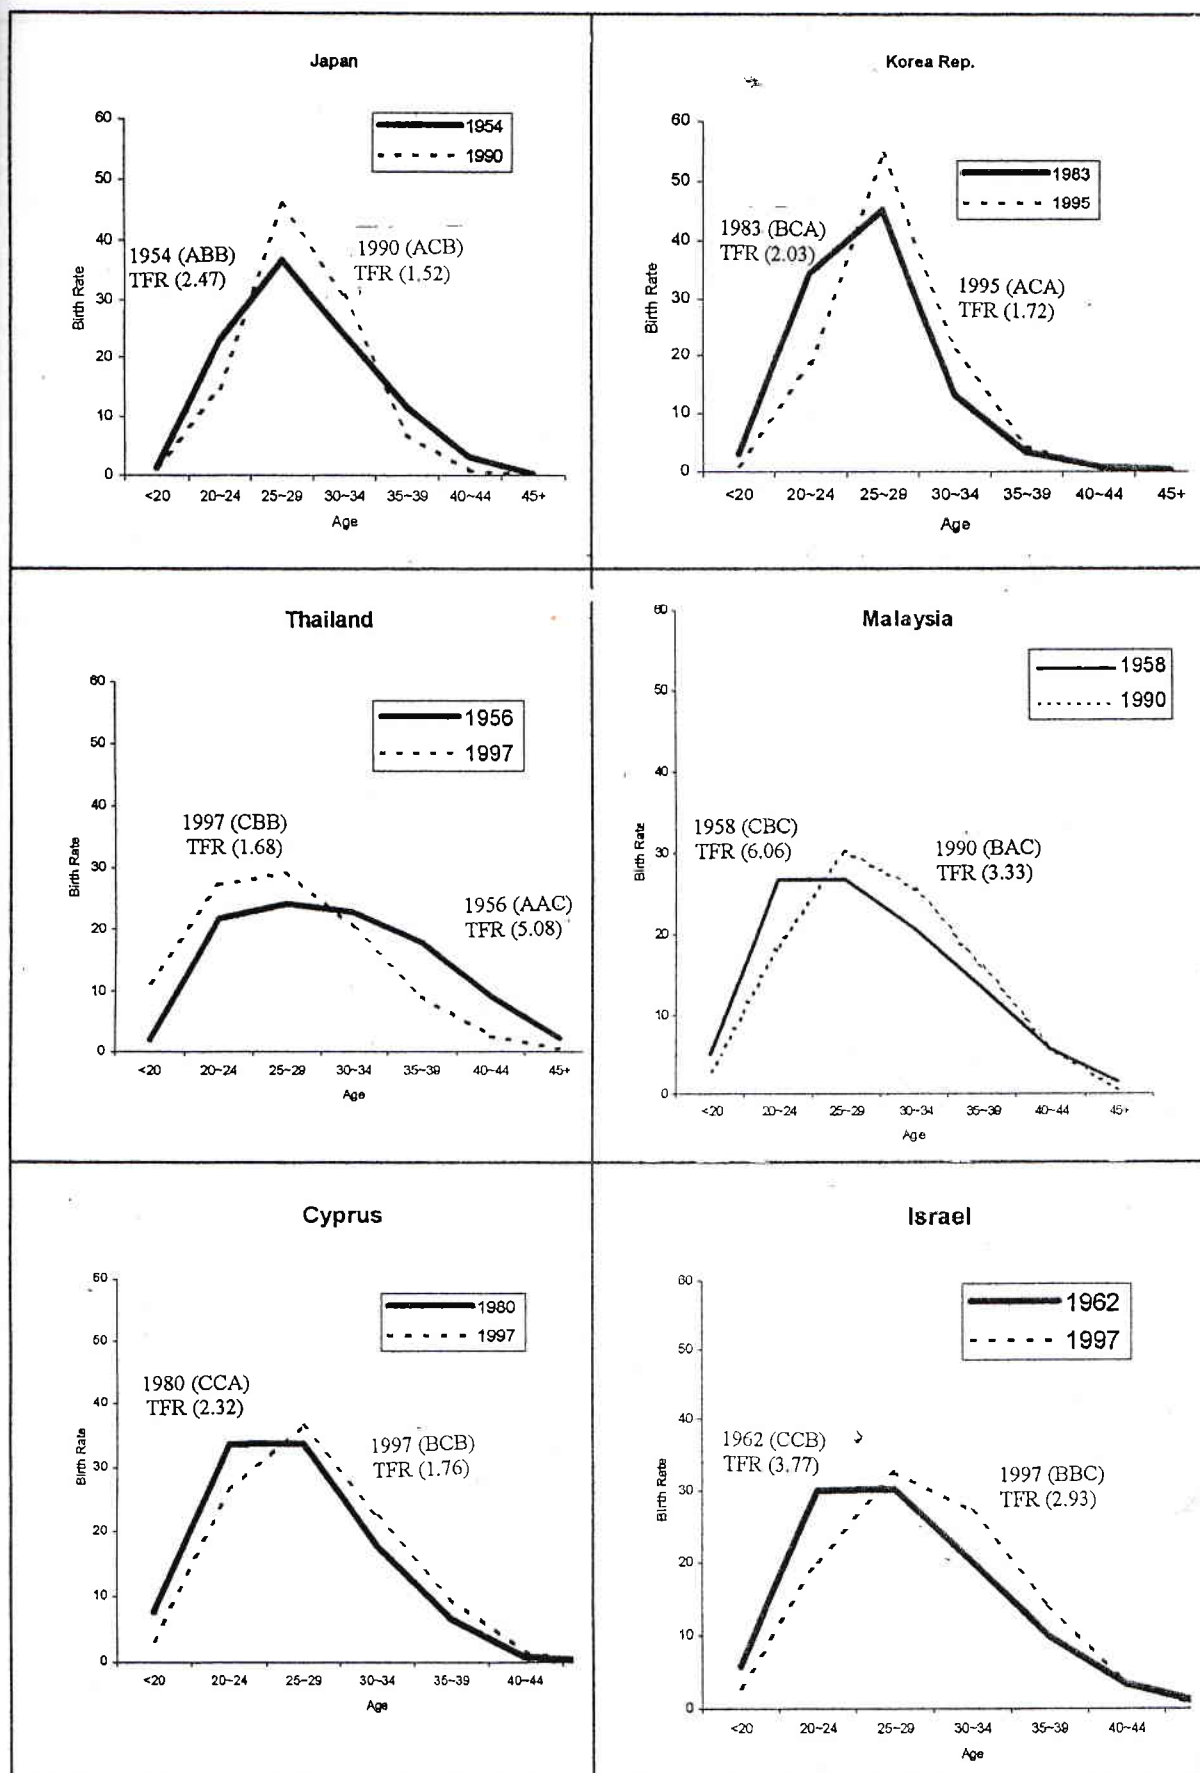 Japan
60
50
40
30
20
10
0
Birth Rate
1954
1990
1954 (ABB)
TFR (2.47)
1990 (ACB)
TFR (1.52)
<20 20~24 25~29 30~34 35~39 40~44 45+
Age
Korea Rep.
60
50
40
30
20
10
0
Birth Rate
1983
1995
1983 (BCA)
TFR (2.03)
1995 (ACA)
TFR (1.72)
<20 20~24 25~29 30~34 35~39 40~44 45+
Age
Thailand
60
50
40
30
20
10
0
Birth Rate
1956
1997
1997 (CBB)
TFR (1.68)
1956 (AAC)
TFR (5.08)
<20 20~24 25~29 30~34 35~39 40~44 45+
Age
Malaysia
60
50
40
30
20
10
0
Birth Rate
1958
1990
1958 (CBC)
TFR (6.06)
1990 (BAC)
TFR (3.33)
<20 20~24 25~29 30~34 35~39 40~44 45+
Age
Cyprus
60
50
40
30
20
10
0
Birth Rate
1980
1997
1980 (CCA)
TFR (2.32)
1997 (BCB)
TFR (1.76)
<20 20~24 25~29 30~34 35~39 40~44
Age
Israel
60
50
40
30
20
10
0
Birth Rate
1962
1997
1962 (CCB)
TFR (3.77)
1997 (BBC)
TFR (2.93)
<20 20~24 25~29 30~34 35~39 40~44
Age